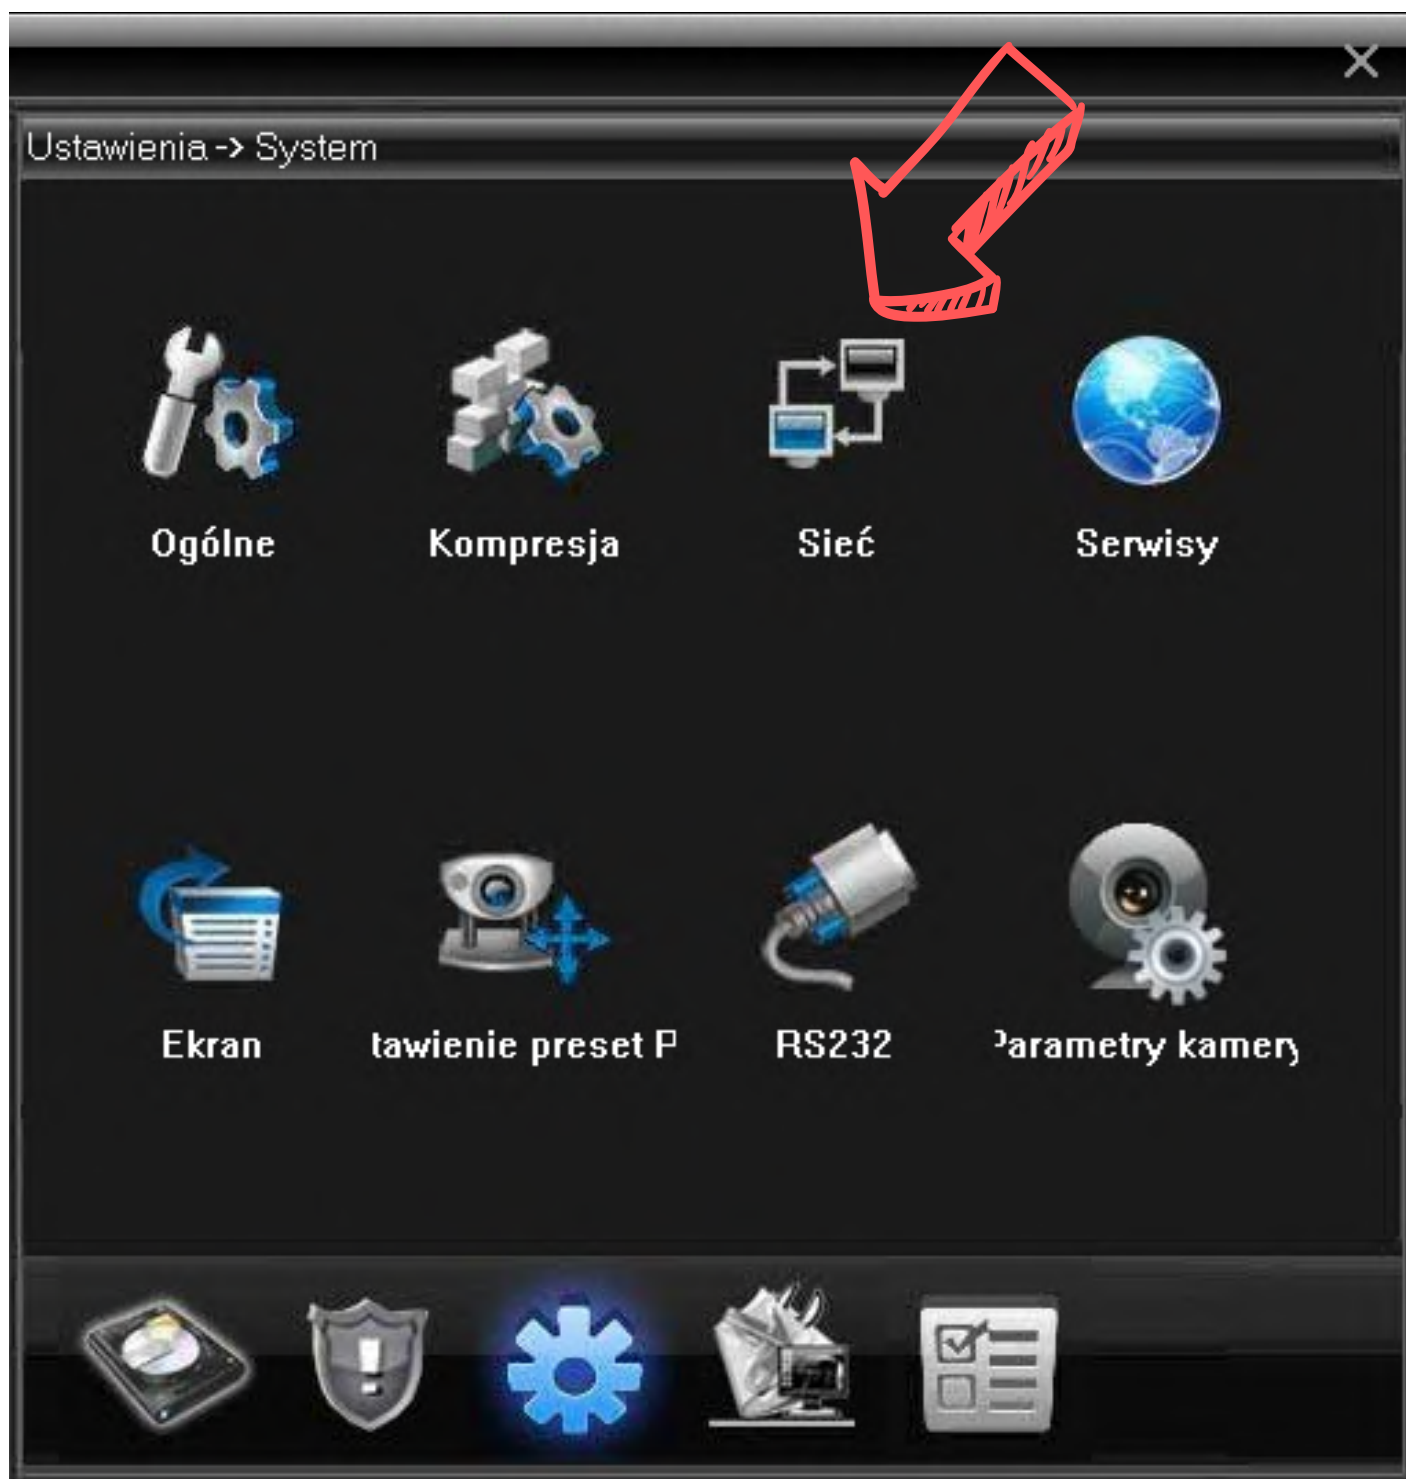 Ustawienia -> System
Ogólne Kompresja Sieć Serwisy
Ekran tawienie preset P RS232 Parametry kamery